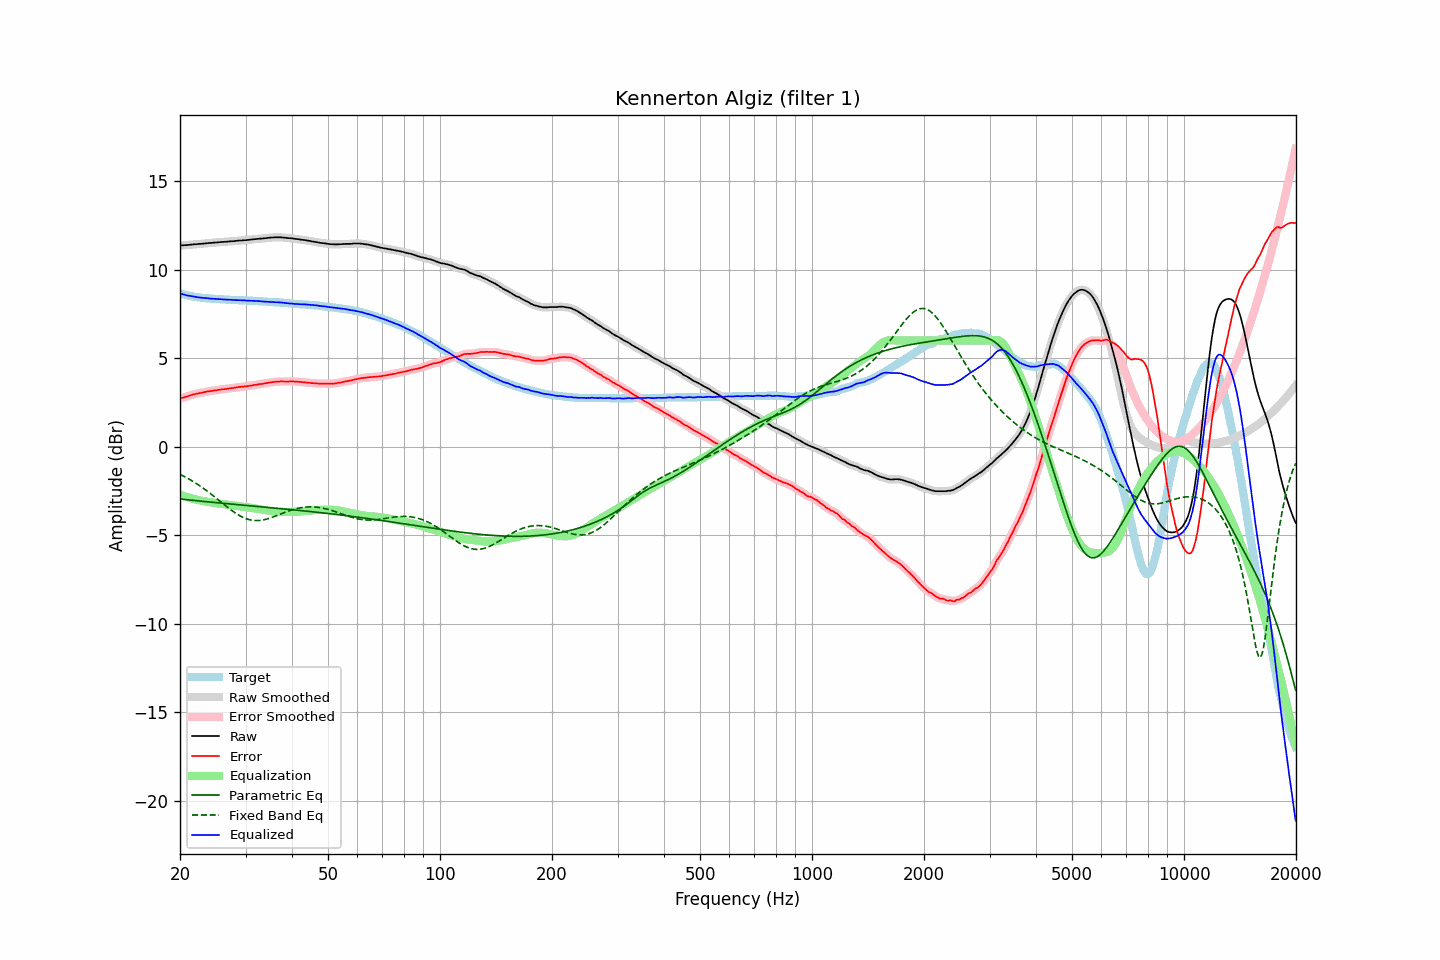 Kennerton Algiz (filter 1)
Amplitude (dBr)
15
10
5
0
−5
−10
−15
−20
Target
Raw Smoothed
Error Smoothed
Raw
Error
Equalization
Parametric Eq
Fixed Band Eq
Equalized
20 50 100 200 500 1000 2000 5000 10000 20000
Frequency (Hz)